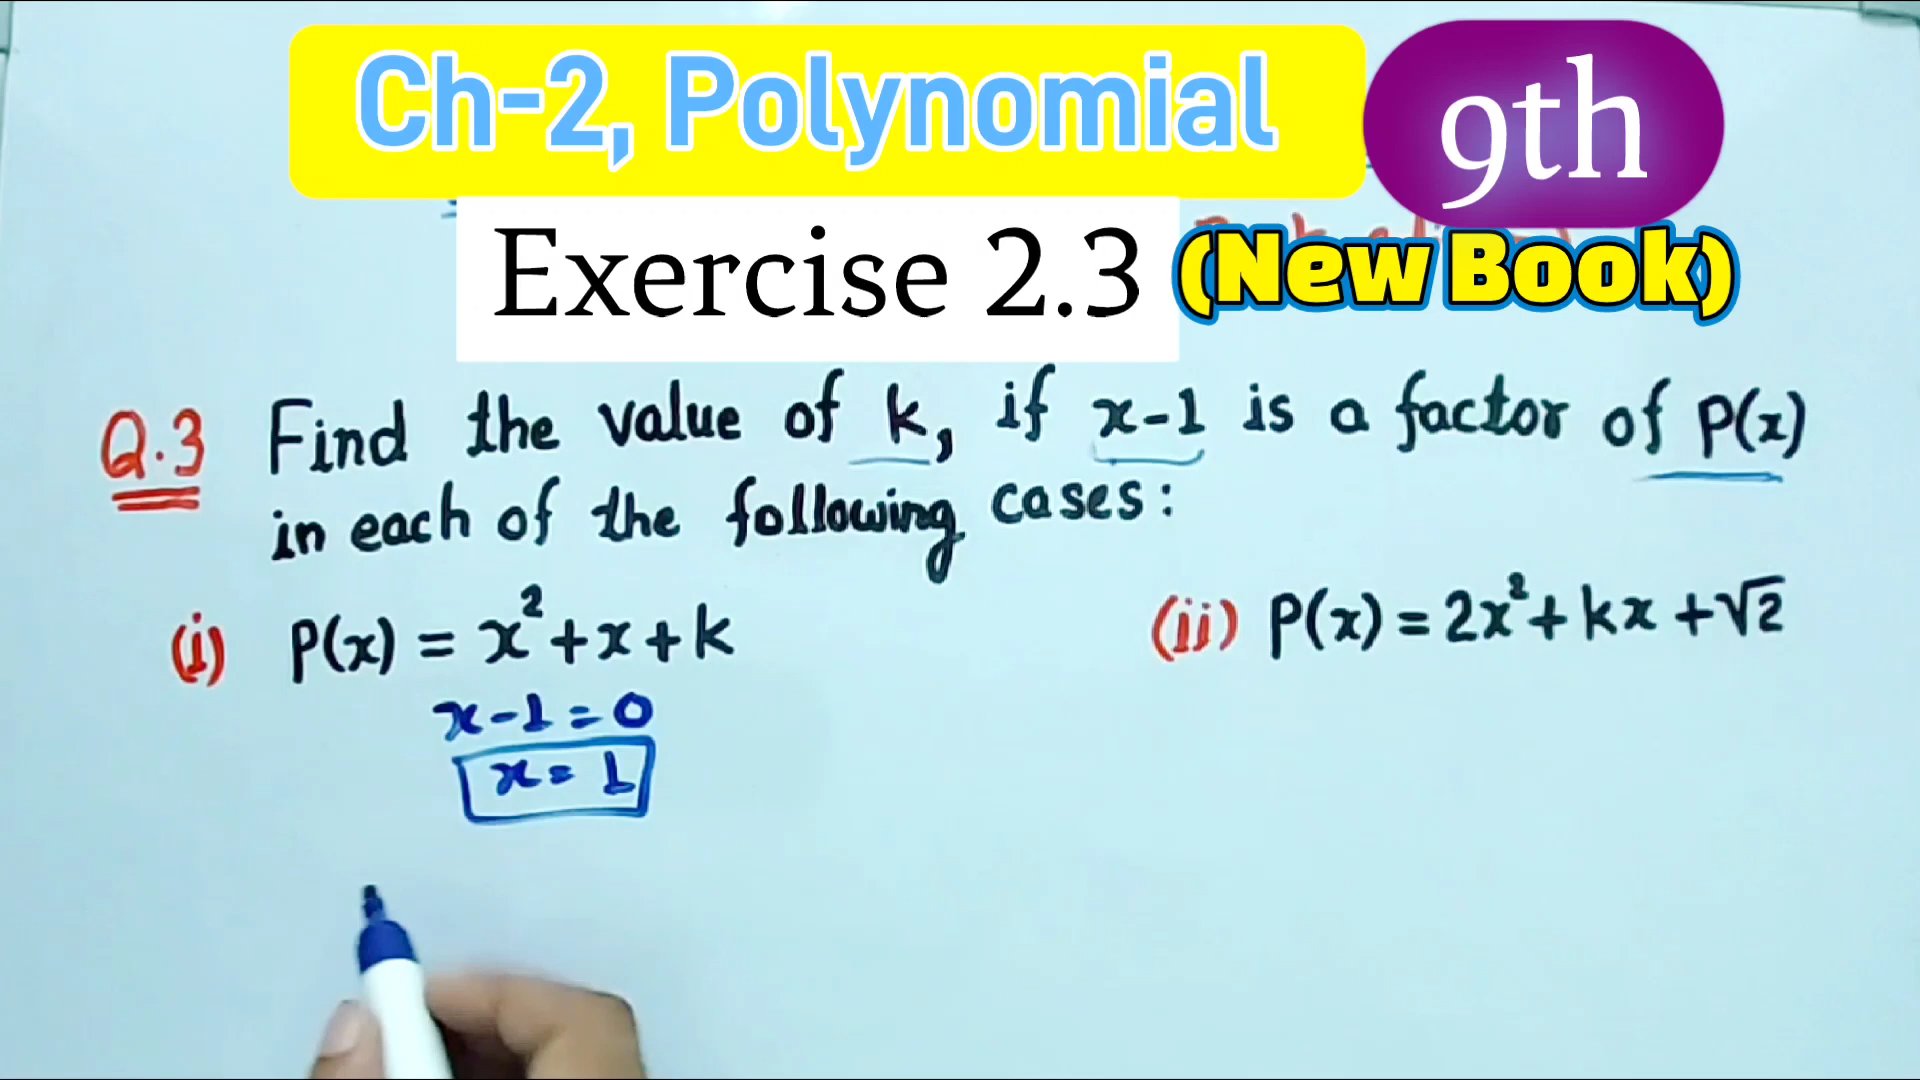 Ch-2, Polynomial
9th
Exercise 2.3
(New Book)
Q.3 Find the value of k, if x-1 is a factor of P(x)
in each of the following cases:
(i) P(x) = x²+x+k
(ii) P(x) = 2x²+kx+√2
x-1=0
x= 1